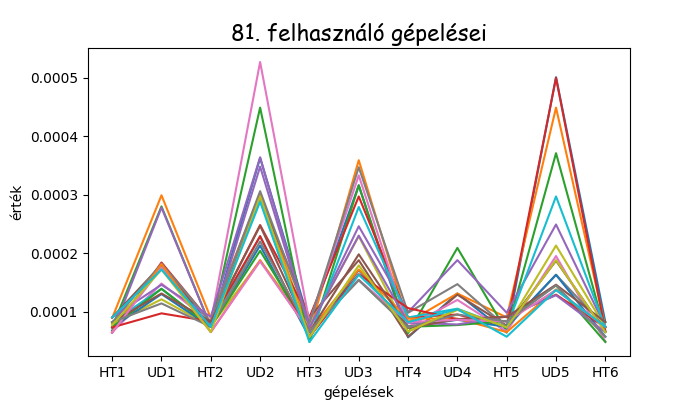 81. felhasználó gépelései
érték
0.0005
0.0004
0.0003
0.0002
0.0001
HT1 UD1 HT2 UD2 HT3 UD3 HT4 UD4 HT5 UD5 HT6
gépelések